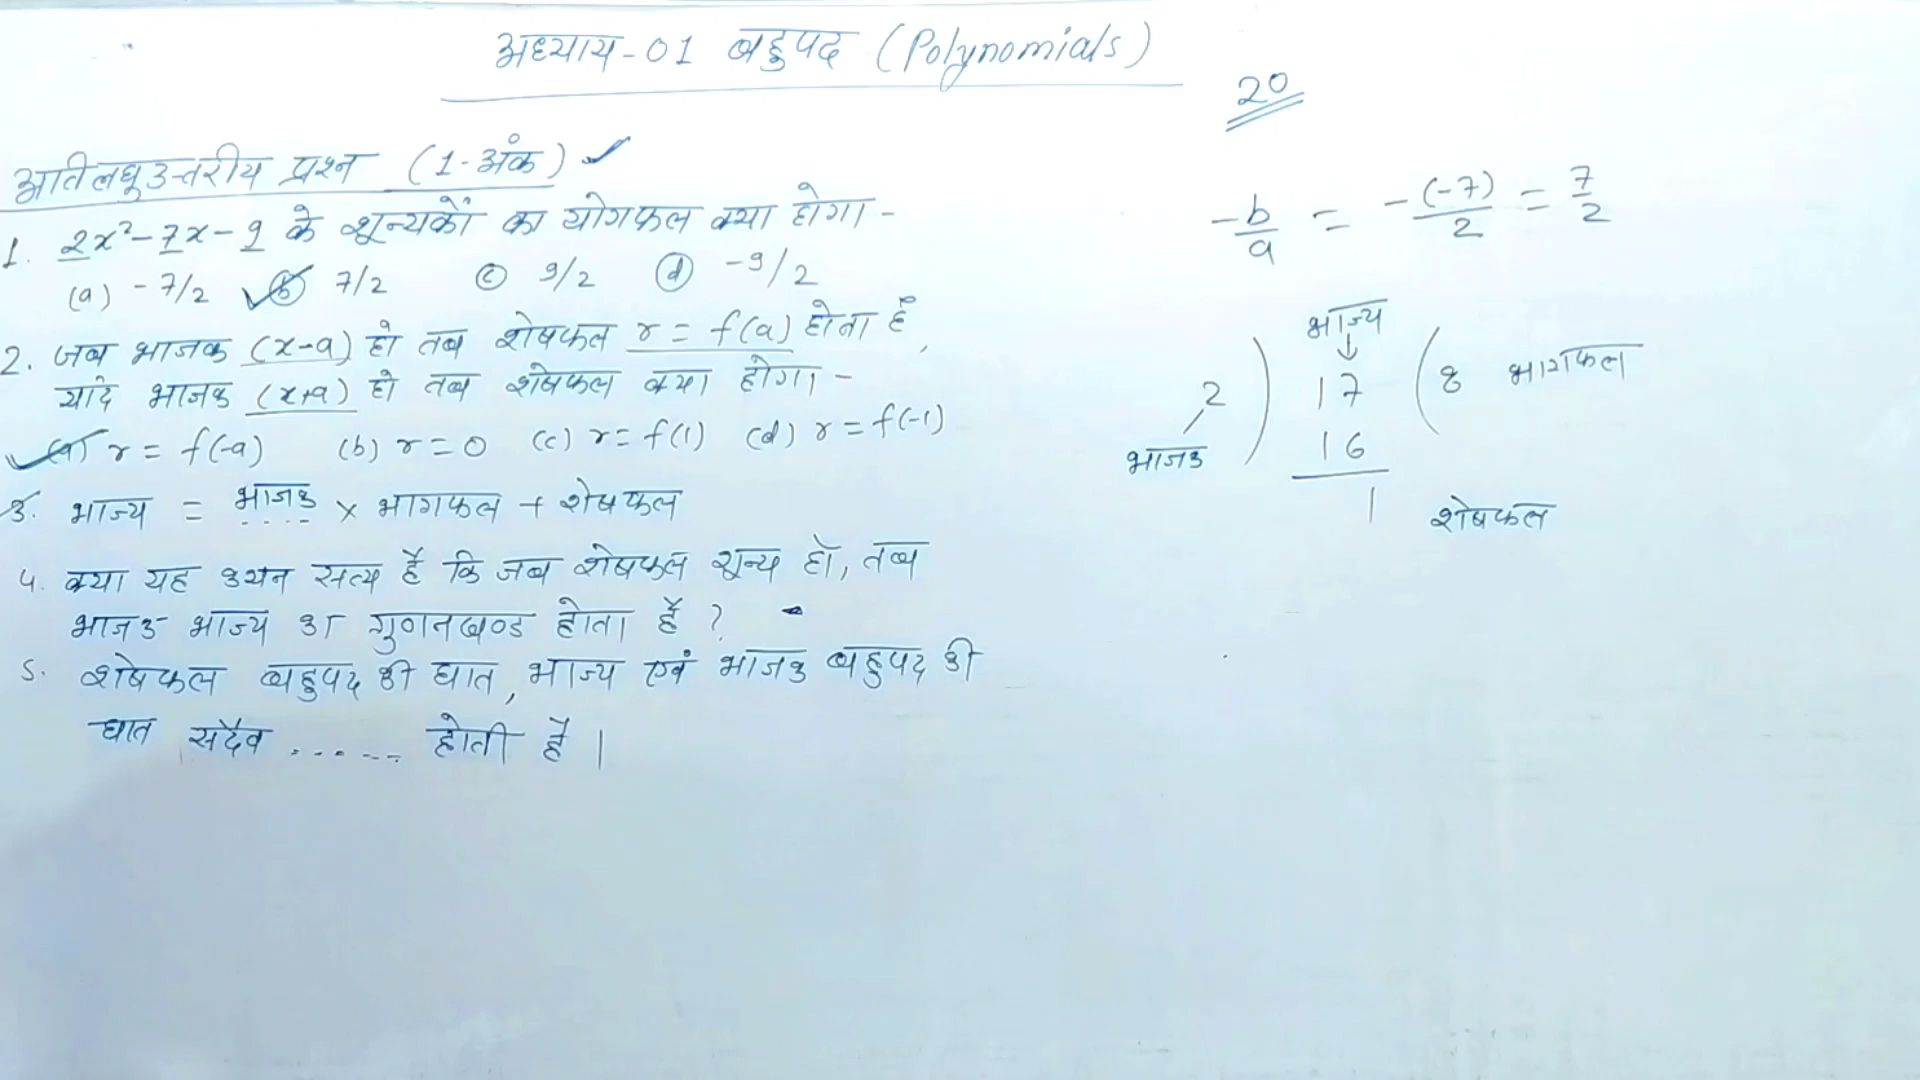 अध्याय-01 बहुपद (Polynomials)
20
अतिलघुउत्तरीय प्रश्न (1-अंक)
1. 2x²-7x-9 के शून्यकों का योगफल क्या होगा-
(a) -7/2 (b) 7/2 (c) 9/2 (d) -9/2
2. जब भाजक (x-a) हो तब शेषफल r = f(a) होता है,
यदि भाजक (x+a) हो तब शेषफल क्या होगा-
(a) r = f(-a) (b) r = 0 (c) r = f(1) (d) r = f(-1)
3. भाज्य = भाजक × भागफल + शेषफल
4. क्या यह कथन सत्य है कि जब शेषफल शून्य हो, तब
भाजक भाज्य का गुणनखण्ड होता है ?
5. शेषफल बहुपद की घात, भाज्य एवं भाजक बहुपद की
घात सदैव ...... होती है |
-b/a = -(-7)/2 = 7/2
भाज्य
↓
2 ) 17 ( 8 भागफल
भाजक 16
1 शेषफल